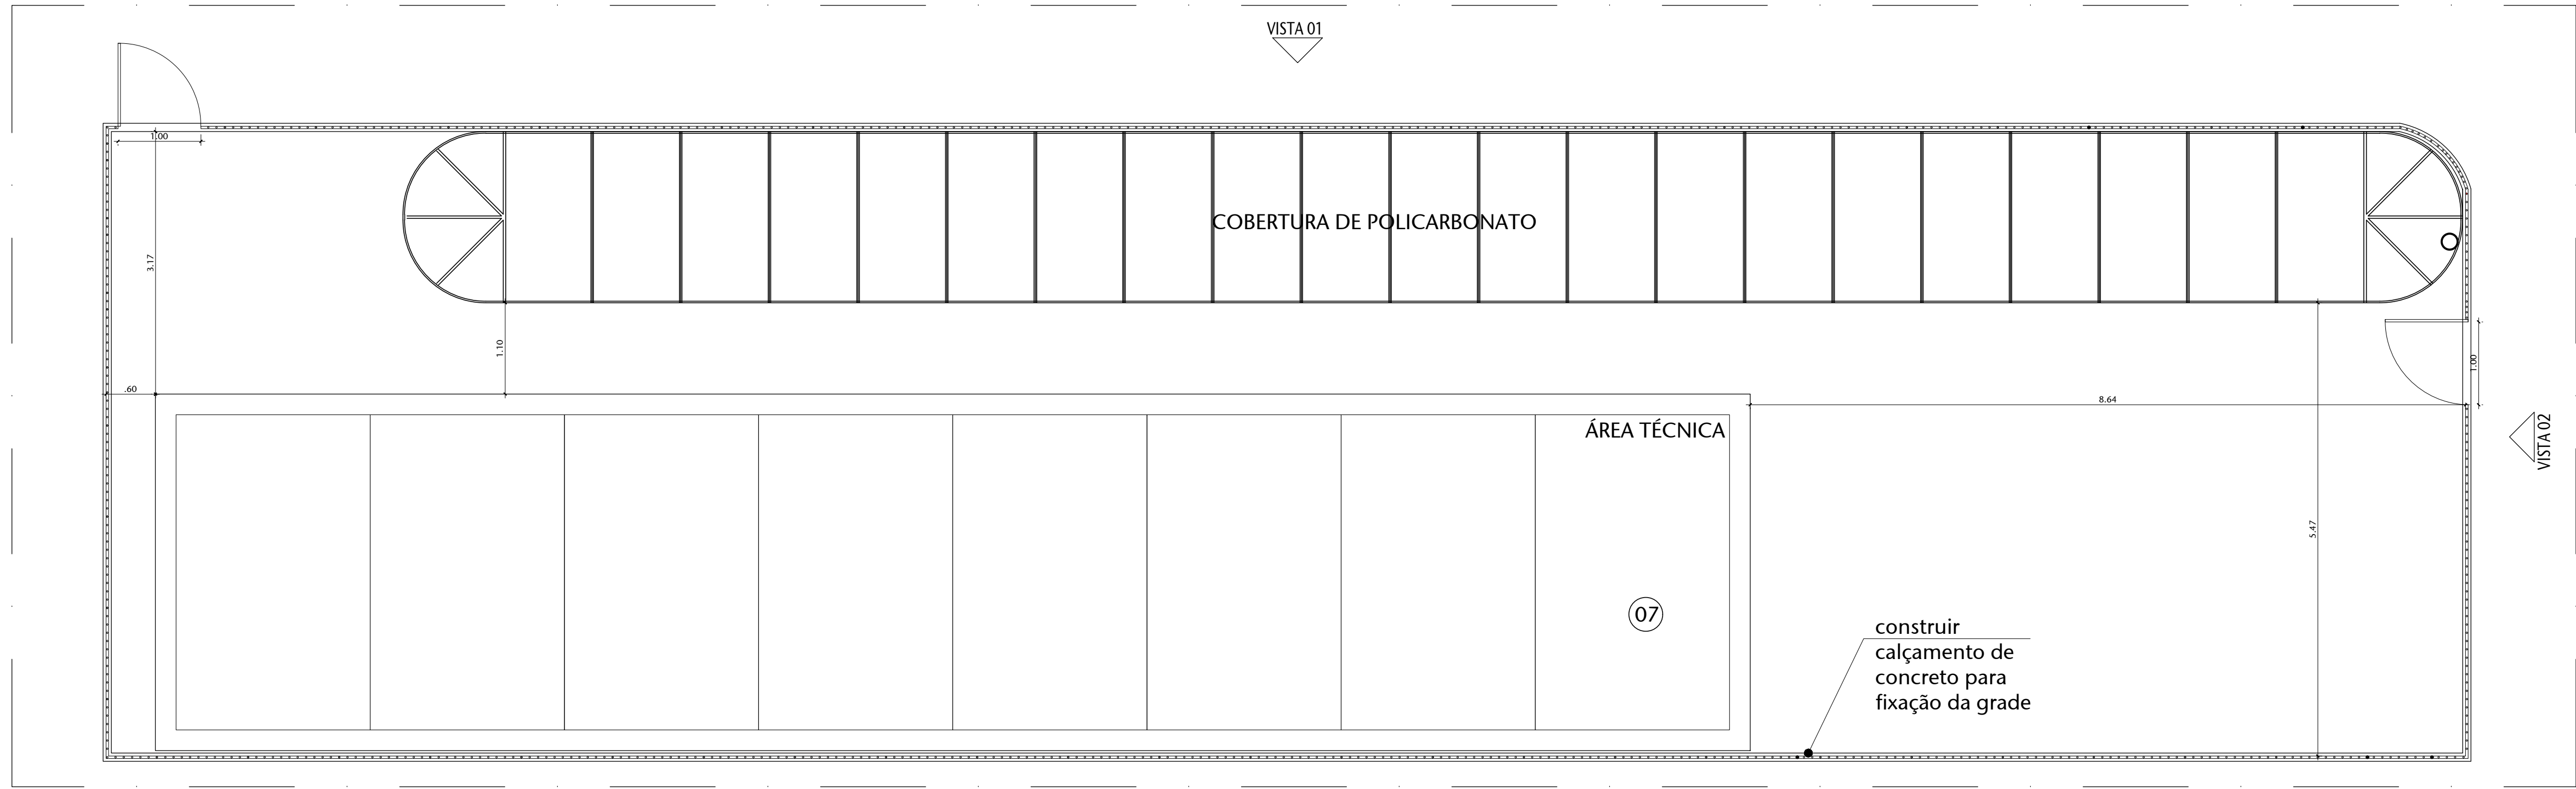 VISTA 01
1.00
COBERTURA DE POLICARBONATO
3.17
1.10
1.00
.60
8.64
ÁREA TÉCNICA
VISTA 02
5.47
07
construir
calçamento de
concreto para
fixação da grade